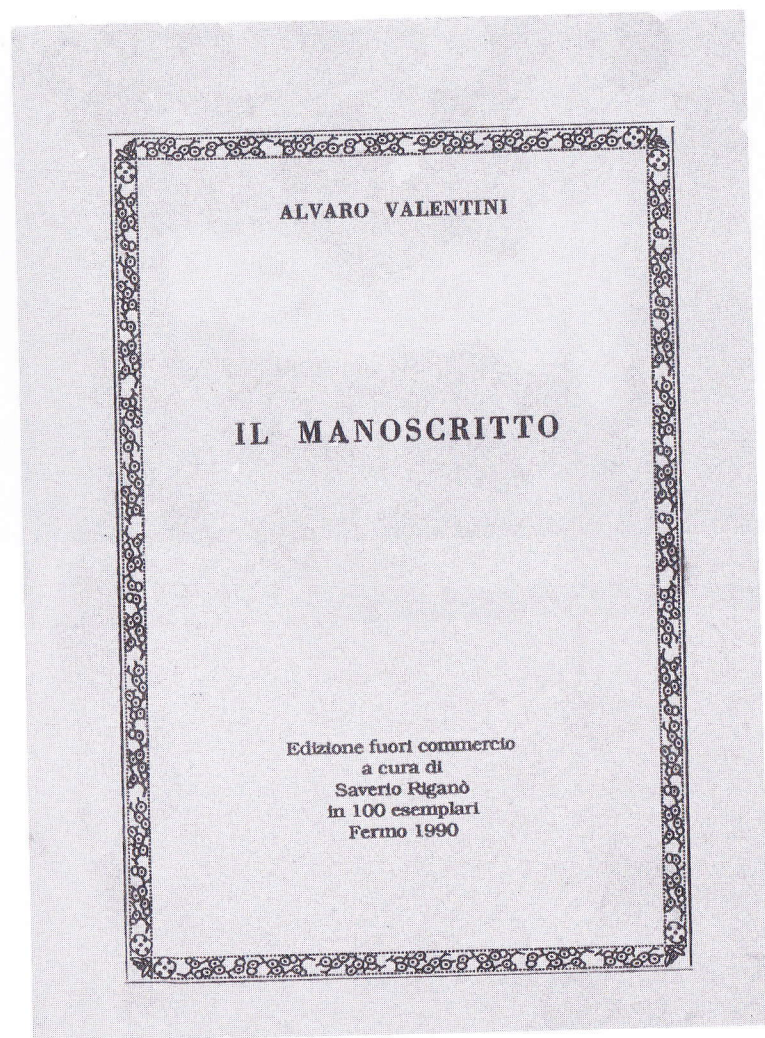 ALVARO VALENTINI
IL MANOSCRITTO
Edizione fuori commercio
a cura di
Saverio Riganò
in 100 esemplari
Fermo 1990